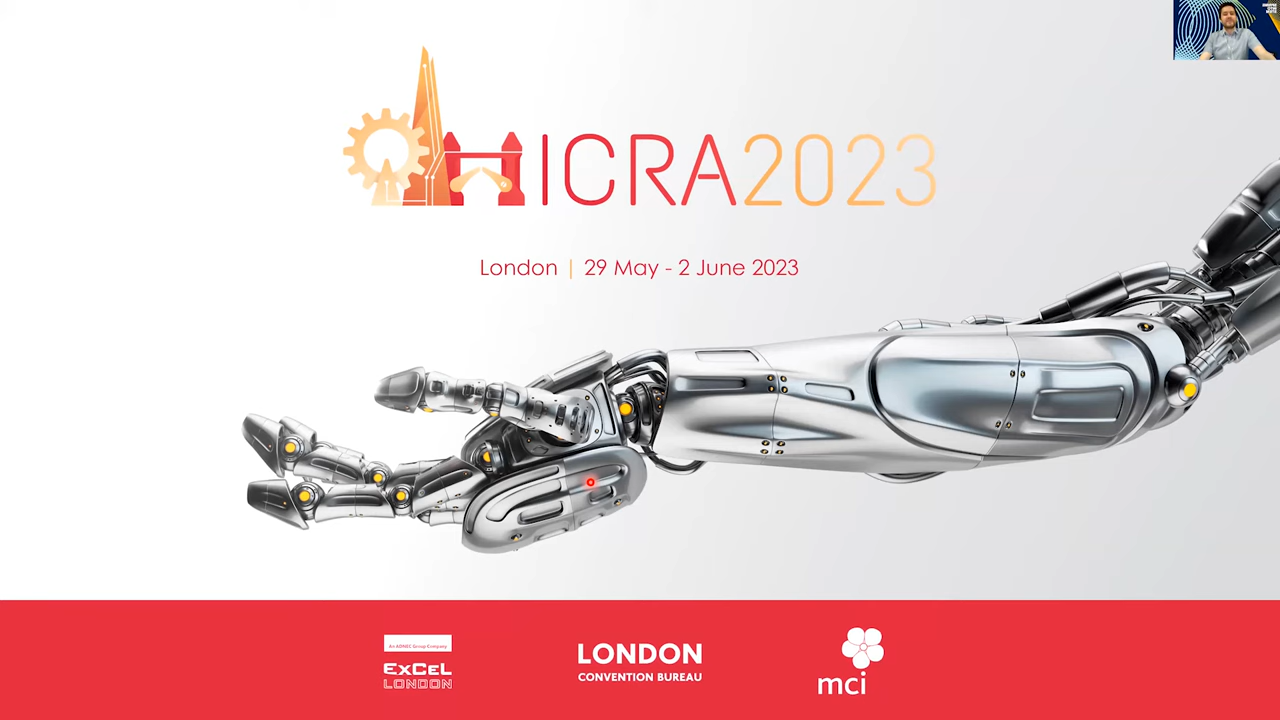 ICRA2023
London | 29 May - 2 June 2023
An ADNEC Group Company
ExCeL
LONDON
LONDON
CONVENTION BUREAU
mci